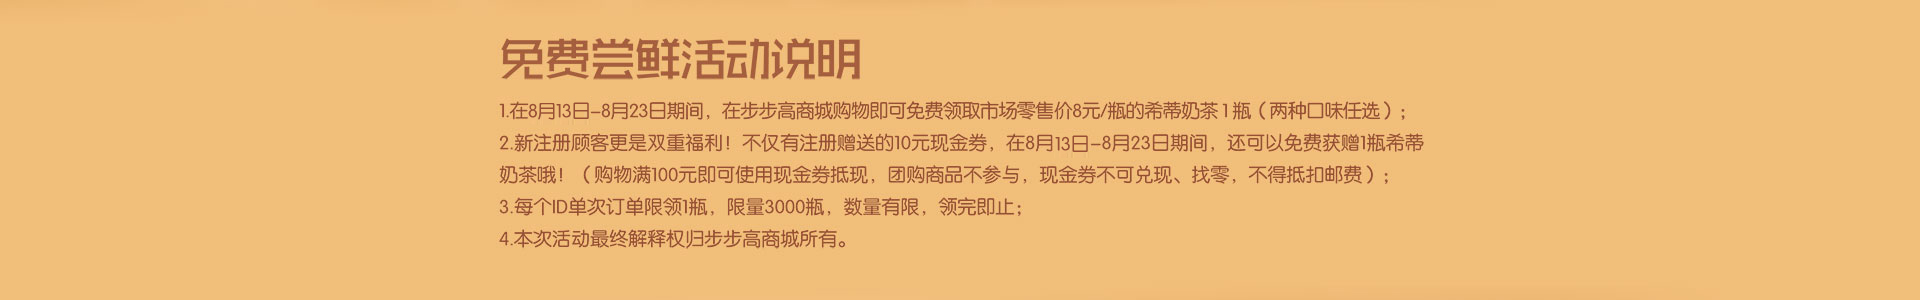 免费尝鲜活动说明
1.在8月13日-8月23日期间，在步步高商城购物即可免费领取市场零售价8元/瓶的希蒂奶茶1瓶（两种口味任选）；
2.新注册顾客更是双重福利！不仅有注册赠送的10元现金券，在8月13日-8月23日期间，还可以免费获赠1瓶希蒂
奶茶哦！（购物满100元即可使用现金券抵现，团购商品不参与，现金券不可兑现、找零，不得抵扣邮费）；
3.每个ID单次订单限领1瓶，限量3000瓶，数量有限，领完即止；
4.本次活动最终解释权归步步高商城所有。